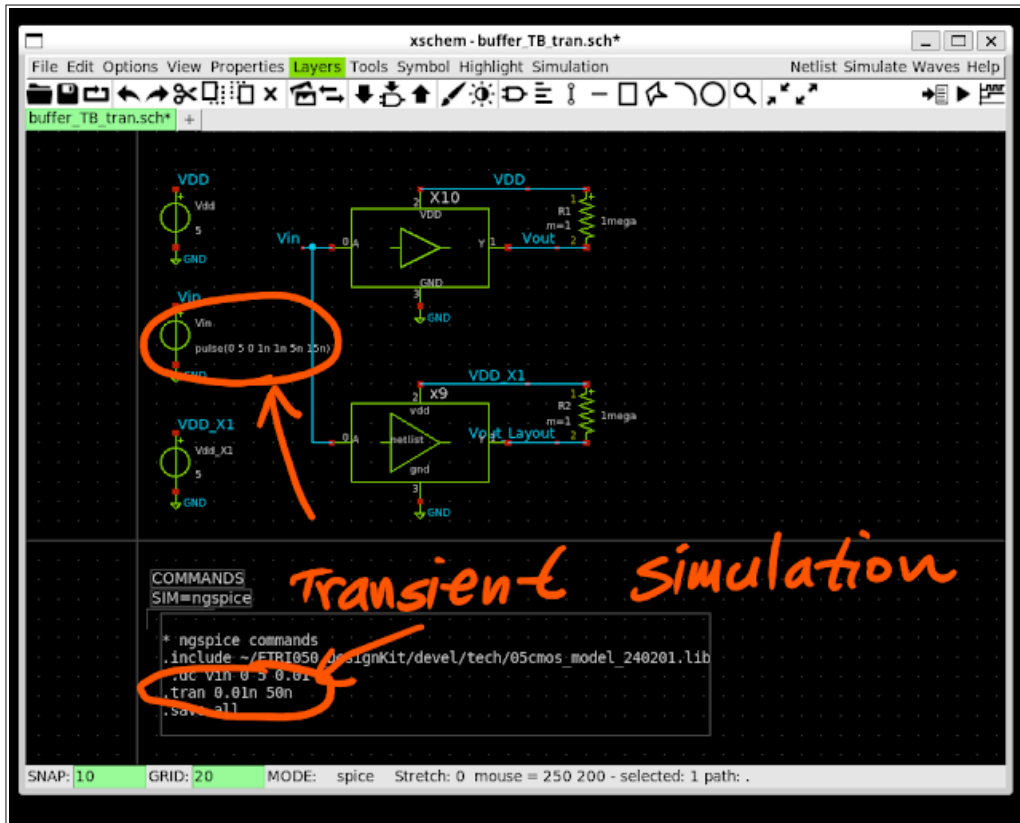 xschem - buffer_TB_tran.sch*
File Edit Options View Properties Layers Tools Symbol Highlight Simulation Netlist Simulate Waves Help
buffer_TB_tran.sch* +
VDD
Vdd
5
GND
Vin
Vin
pulse(0 5 0 1n 1n 5n 15n)
GND
VDD_X1
Vdd_X1
5
GND
Vin
VDD
2 X10
VDD
0 A
Y 1
Vout
GND
3
GND
1
R1
m=1
2
1mega
VDD_X1
2 x9
vdd
0 A
netlist
Vout_Layout
gnd
3
GND
1
R2
m=1
2
1mega
Transient simulation
COMMANDS
SIM=ngspice
* ngspice commands
.include ~/ETRI050_DesignKit/devel/tech/05cmos_model_240201.lib
.dc vin 0 5 0.01
.tran 0.01n 50n
.save all
SNAP: 10 GRID: 20 MODE: spice Stretch: 0 mouse = 250 200 - selected: 1 path: .